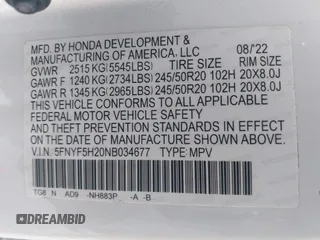 MFD. BY HONDA DEVELOPMENT &
MANUFACTURING OF AMERICA, LLC 08/'22
GVWR 2515 KG(5545LBS) TIRE SIZE RIM SIZE
GAWR F 1240 KG(2734LBS) 245/50R20 102H 20X8.0J
GAWR R 1345 KG(2965LBS) 245/50R20 102H 20X8.0J
THIS VEHICLE CONFORMS TO ALL APPLICABLE
FEDERAL MOTOR VEHICLE SAFETY AND
THEFT PREVENTION STANDARDS IN EFFECT
ON THE DATE OF MANUFACTURE SHOWN ABOVE.
V.I.N. 5FNYF5H20NB034677 TYPE: MPV
TG8 N AD9 -NH883P -A -B
AUTOBIDMASTER